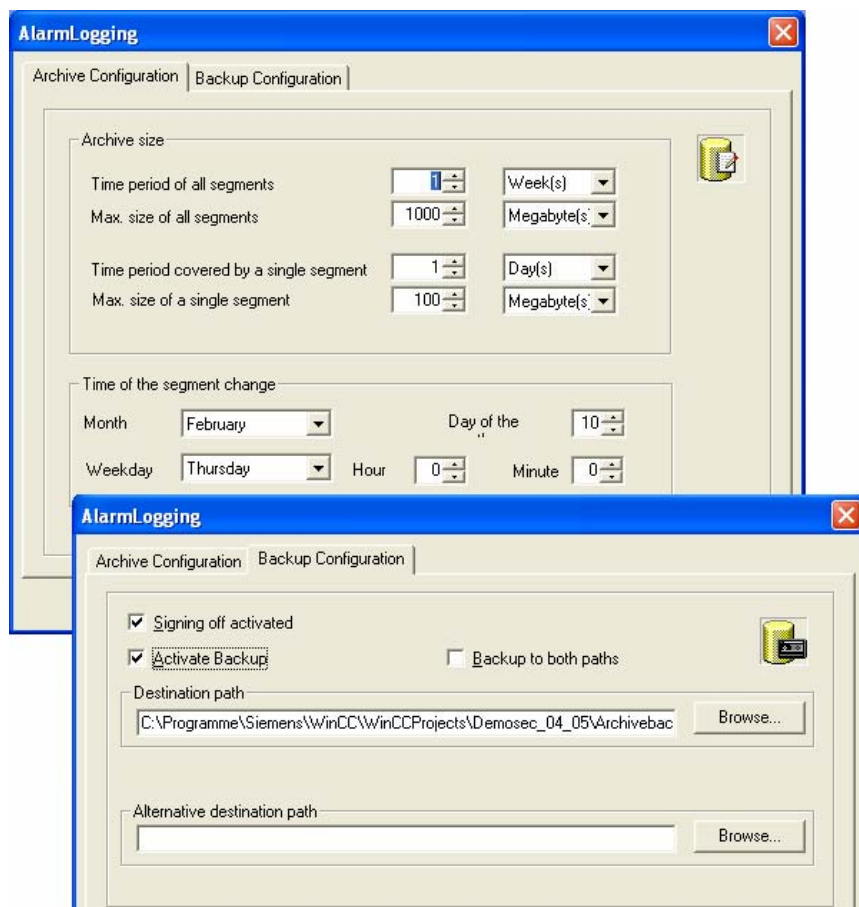 AlarmLogging
Archive Configuration Backup Configuration
Archive size
Time period of all segments 1 Week(s)
Max. size of all segments 1000 Megabyte(s)
Time period covered by a single segment 1 Day(s)
Max. size of a single segment 100 Megabyte(s)
Time of the segment change
Month February Day of the 10
Weekday Thursday Hour 0 Minute 0
AlarmLogging
Archive Configuration Backup Configuration
Signing off activated
Activate Backup Backup to both paths
Destination path
C:\Programme\Siemens\WinCC\WinCCProjects\Demosec_04_05\Archivebac Browse...
Alternative destination path
Browse...